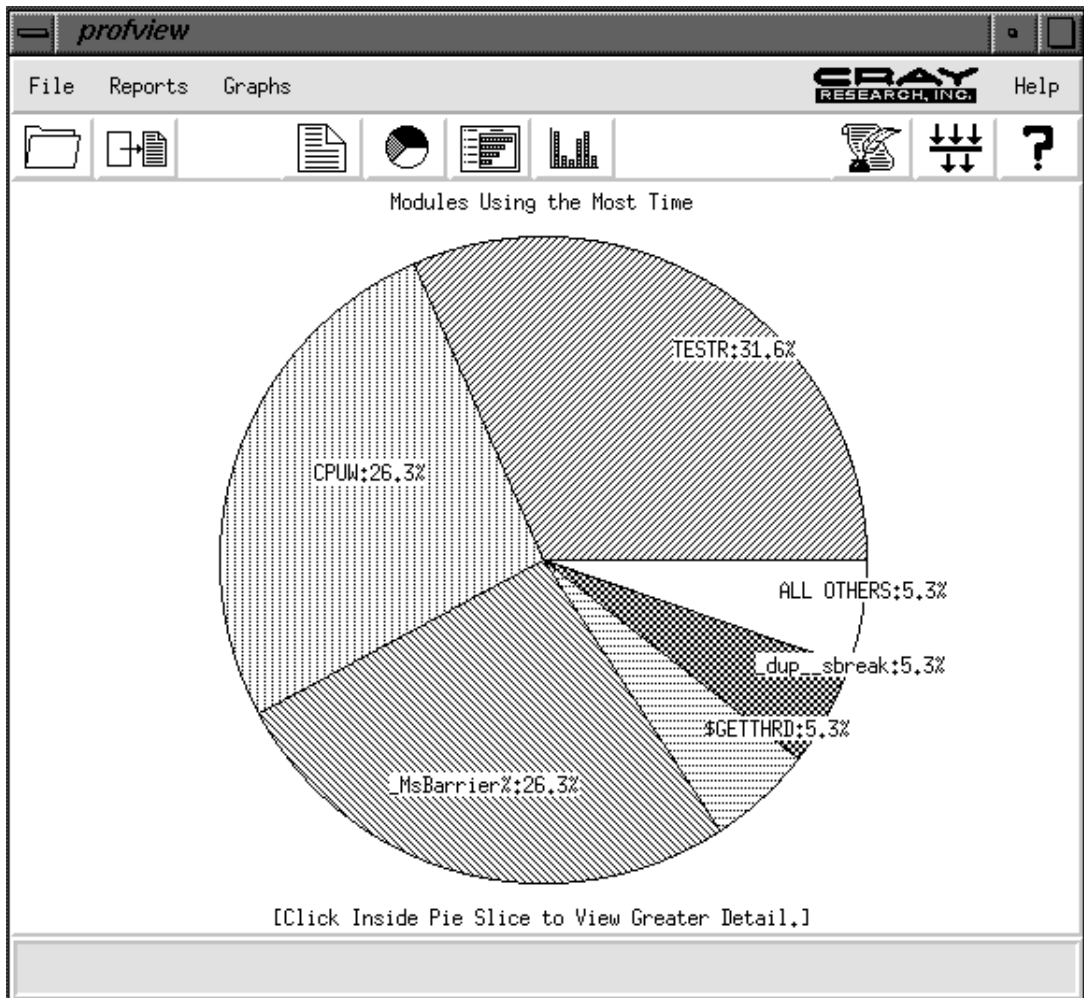 profview
File Reports Graphs CRAY RESEARCH, INC. Help
?
Modules Using the Most Time
TESTR:31.6%
CPUW:26.3%
ALL OTHERS:5.3%
_dup__sbreak:5.3%
$GETTHRD:5.3%
_MsBarrier%:26.3%
[Click Inside Pie Slice to View Greater Detail.]